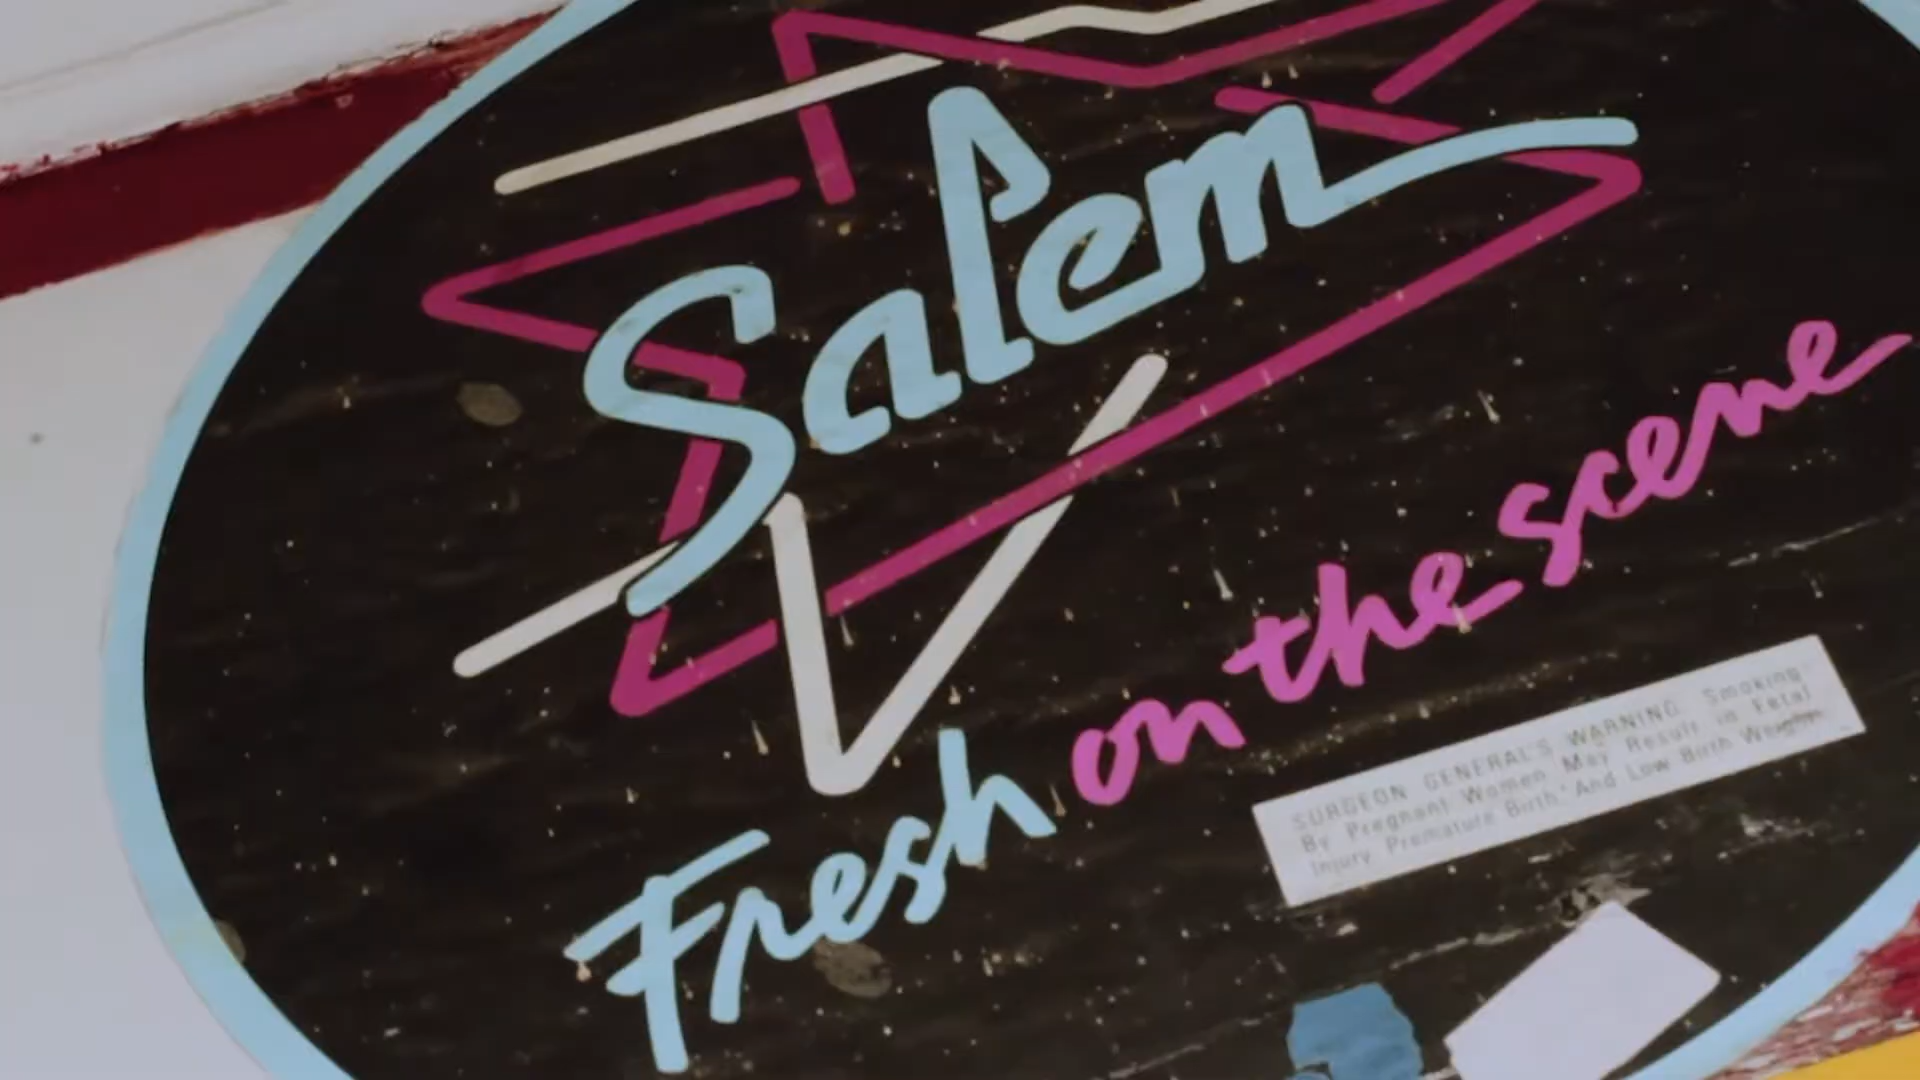 Salem
Fresh on the scene
SURGEON GENERAL'S WARNING: Smoking
By Pregnant Women May Result in Fetal
Injury, Premature Birth, And Low Birth Weight.